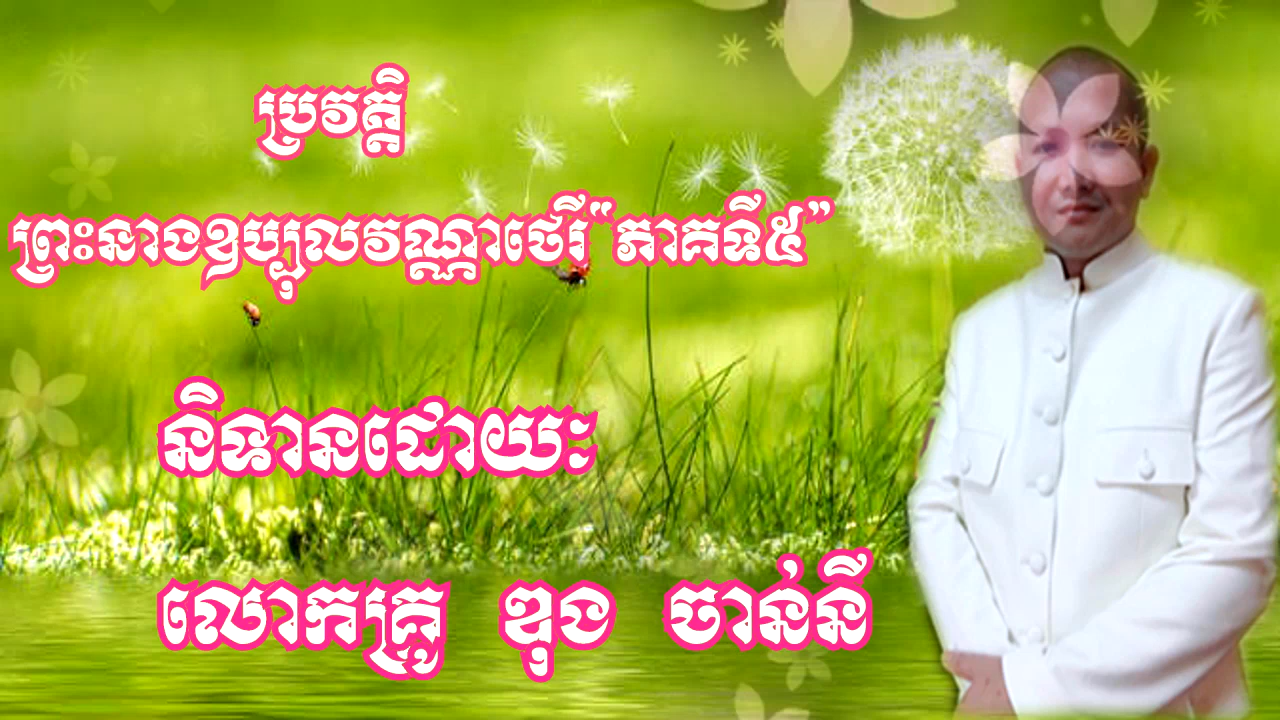 ប្រវត្តិ
ព្រះនាងឧប្បុលវណ្ណាថេរី“ភាគទី៥”
និទានដោយៈ
លោកគ្រូ ឌុង ចាន់នី